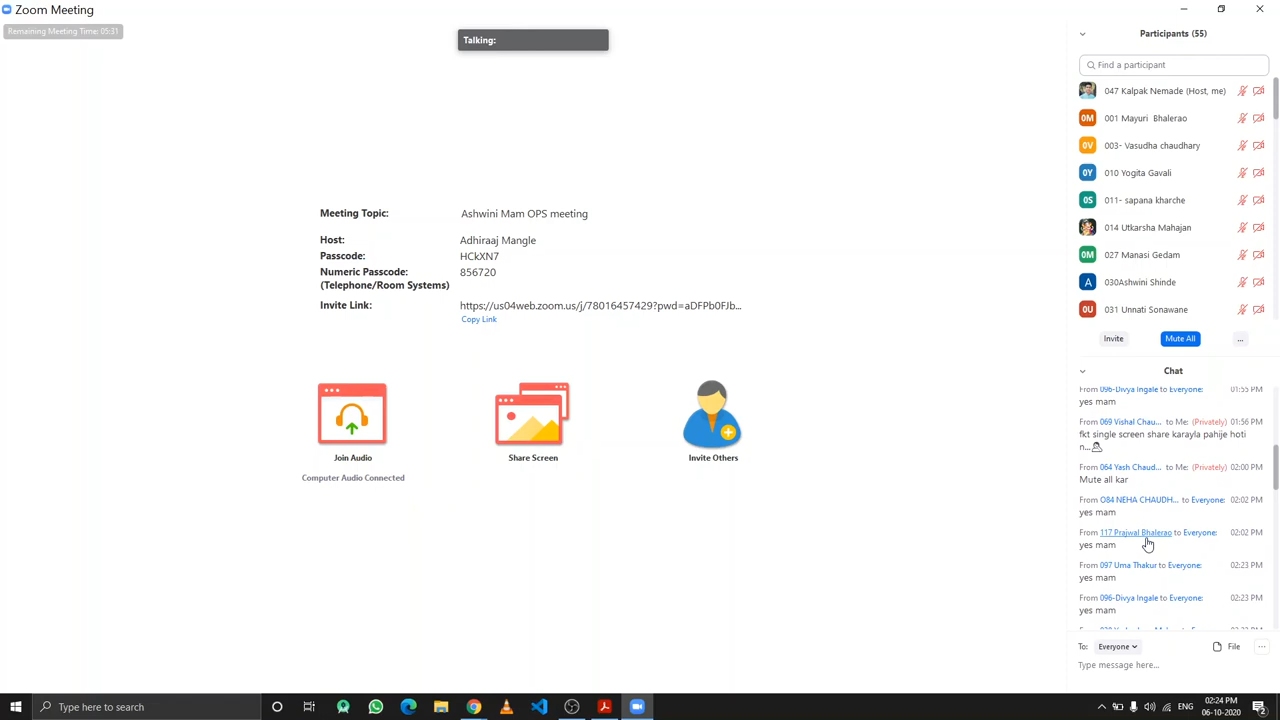 Zoom Meeting
Remaining Meeting Time: 05:31
Talking:
Meeting Topic: Ashwini Mam OPS meeting
Host: Adhiraaj Mangle
Passcode: HCkXN7
Numeric Passcode: 856720
(Telephone/Room Systems)
Invite Link: https://us04web.zoom.us/j/78016457429?pwd=aDFPb0FJb...
Copy Link
Join Audio
Computer Audio Connected
Share Screen
Invite Others
Participants (55)
Find a participant
047 Kalpak Nemade (Host, me)
0M 001 Mayuri Bhalerao
0V 003- Vasudha chaudhary
0Y 010 Yogita Gavali
0S 011- sapana kharche
014 Utkarsha Mahajan
0M 027 Manasi Gedam
A 030Ashwini Shinde
0U 031 Unnati Sonawane
Invite Mute All ...
Chat
From 096-Divya Ingale to Everyone: 01:55 PM
yes mam
From 069 Vishal Chau... to Me: (Privately) 01:56 PM
fkt single screen share karayla pahije hoti
n...
From 064 Yash Chaud... to Me: (Privately) 02:00 PM
Mute all kar
From O84 NEHA CHAUDH... to Everyone: 02:02 PM
yes mam
From 117 Prajwal Bhalerao to Everyone: 02:02 PM
yes mam
From 097 Uma Thakur to Everyone: 02:23 PM
yes mam
From 096-Divya Ingale to Everyone: 02:23 PM
yes mam
To: Everyone File ...
Type message here...
Type here to search
ENG
02:24 PM
06-10-2020
2